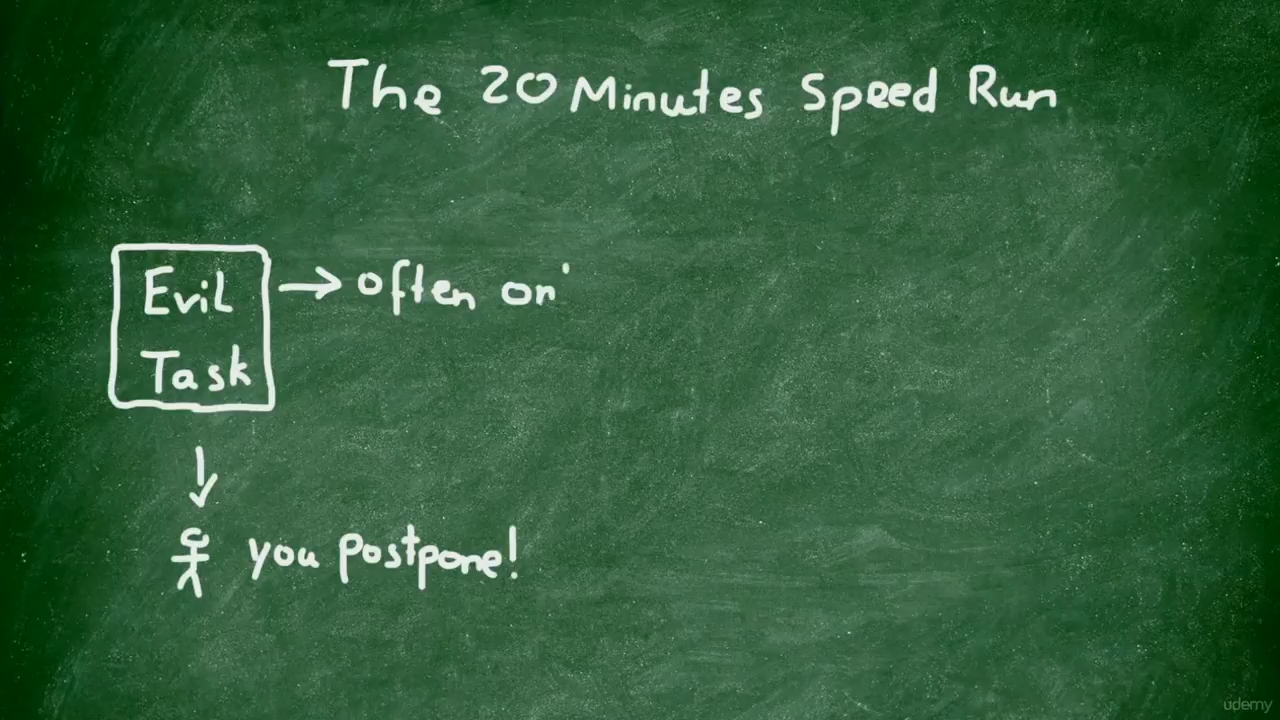 The 20 Minutes Speed Run
Evil
Task
→ often on
↓
you postpone!
udemy